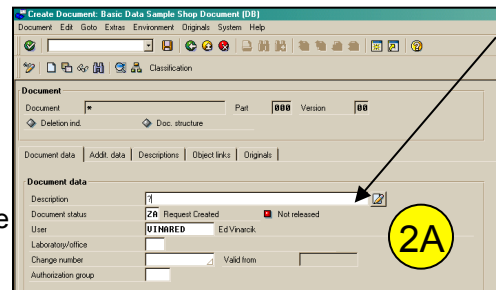 Create Document: Basic Data Sample Shop Document (DB)
Document Edit Goto Extras Environment Originals System Help
Classification
Document
Document * Part 000 Version 00
Deletion ind. Doc. structure
Document data Addit. data Descriptions Object links Originals
Document data
Description ?
Document status ZA Request Created Not released
User VINARED Ed Vinarcik
Laboratory/office
Change number Valid from
Authorization group
e
2A